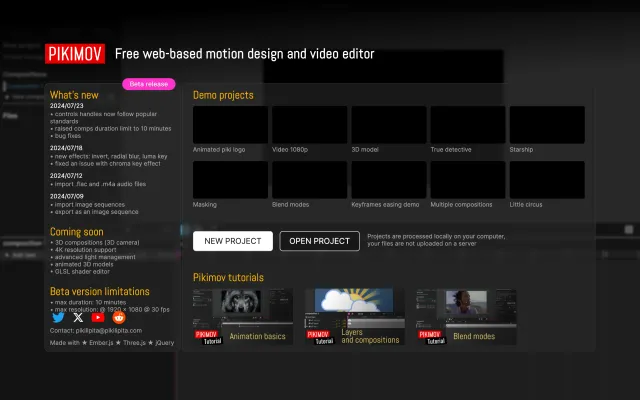 PIKIMOV
Free web-based motion design and video editor
Beta release
What's new
2024/07/23
• controls handles now follow popular
standards
• raised comps duration limit to 10 minutes
• bug fixes
2024/07/18
• new effects: invert, radial blur, luma key
• fixed an issue with chroma key effect
2024/07/12
• import .flac and .m4a audio files
2024/07/09
• import image sequences
• export as an image sequence
Coming soon
• 3D compositions (3D camera)
• 4K resolution support
• advanced light management
• animated 3D models
• GLSL shader editor
Beta version limitations
• max duration: 10 minutes
• max resolution: @ 1920 x 1080 @ 30 fps
Contact: pikilipita@pikilipita.com
Made with ★ Ember.js ★ Three.js ★ jQuery
Demo projects
Animated piki logo
Video 1080p
3D model
True detective
Starship
Masking
Blend modes
Keyframes easing demo
Multiple compositions
Little circus
NEW PROJECT
OPEN PROJECT
Projects are processed locally on your computer,
your files are not uploaded on a server
Pikimov tutorials
PIKIMOV
Tutorial
Animation basics
PIKIMOV
Tutorial
Layers
and compositions
PIKIMOV
Tutorial
Blend modes
Files